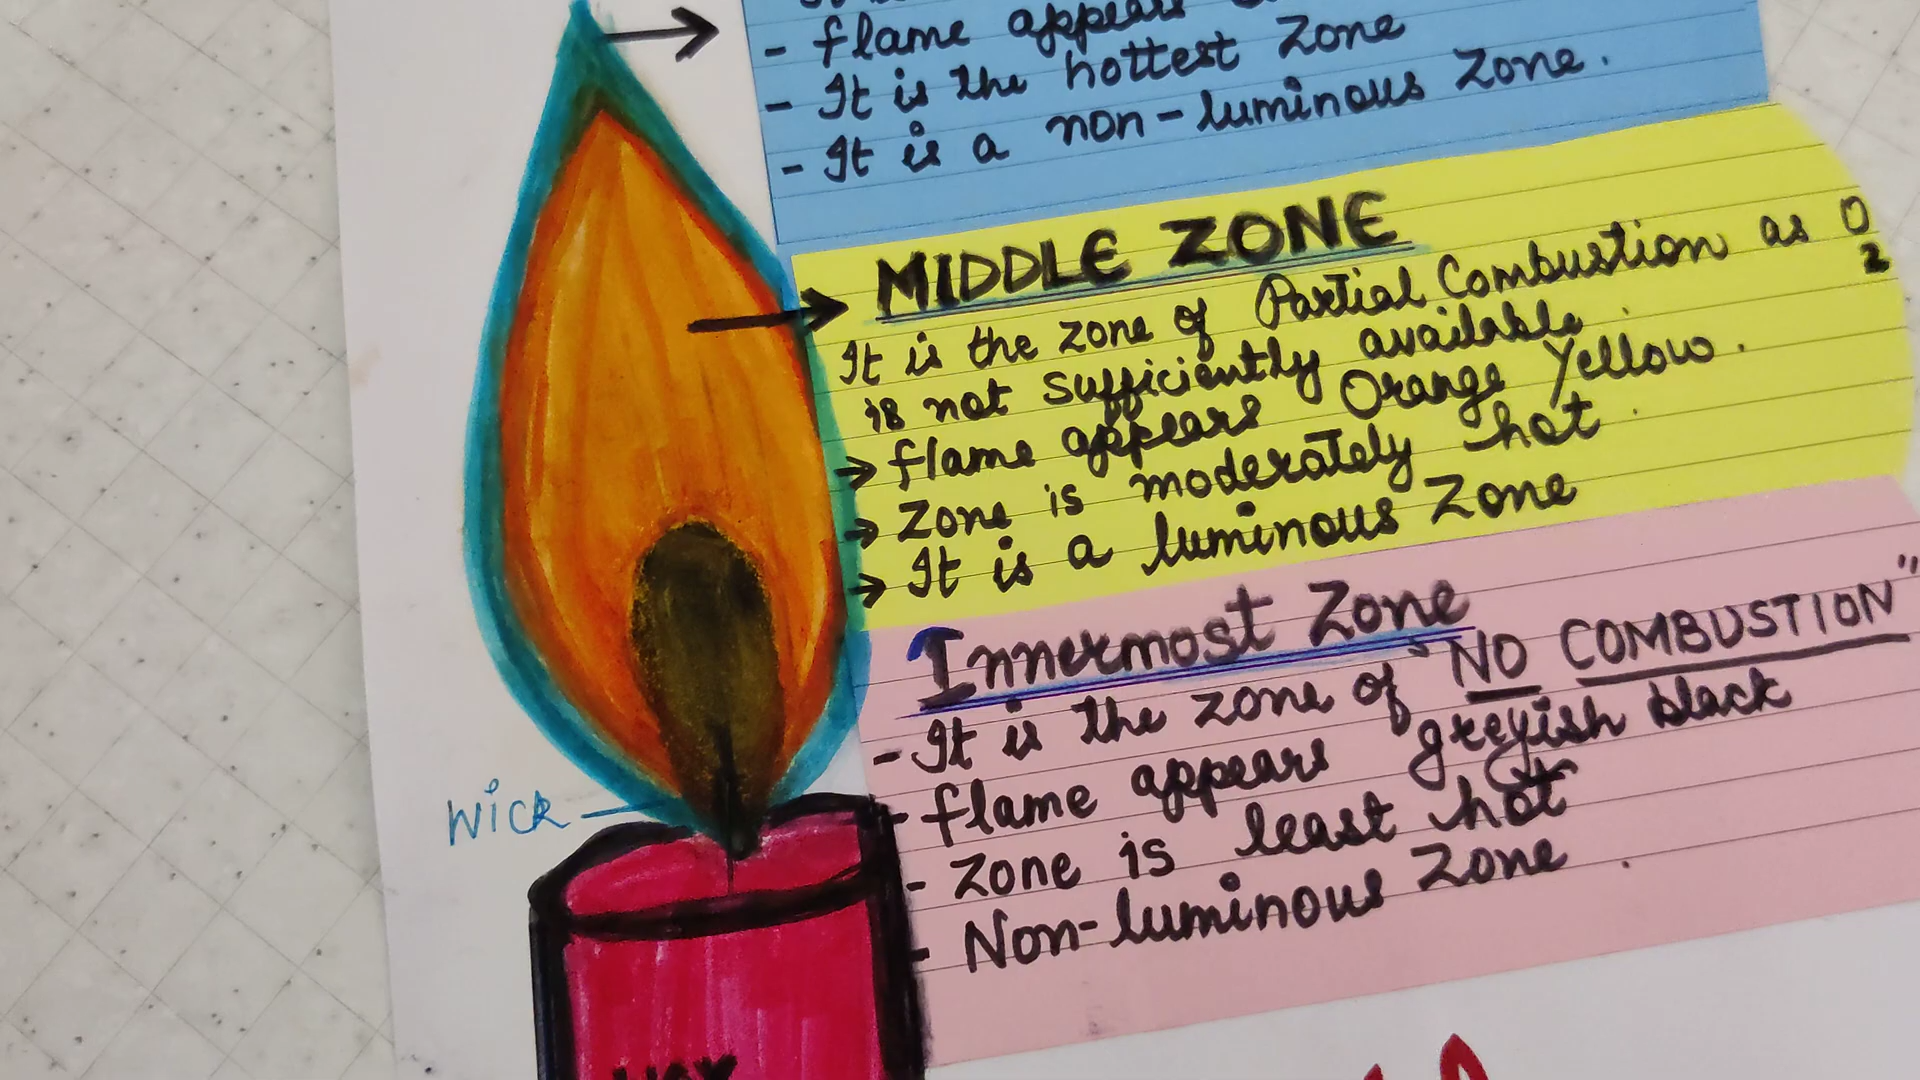 - flame appears
- It is the hottest zone
- It is a non-luminous zone.
MIDDLE ZONE
It is the zone of Partial Combustion as O2
is not sufficiently available.
→ flame appears Orange Yellow.
→ Zone is moderately hot.
→ It is a luminous zone
Innermost Zone
- It is the zone of "NO COMBUSTION"
- flame appears greyish black
- Zone is least hot
- Non-luminous zone.
Wick